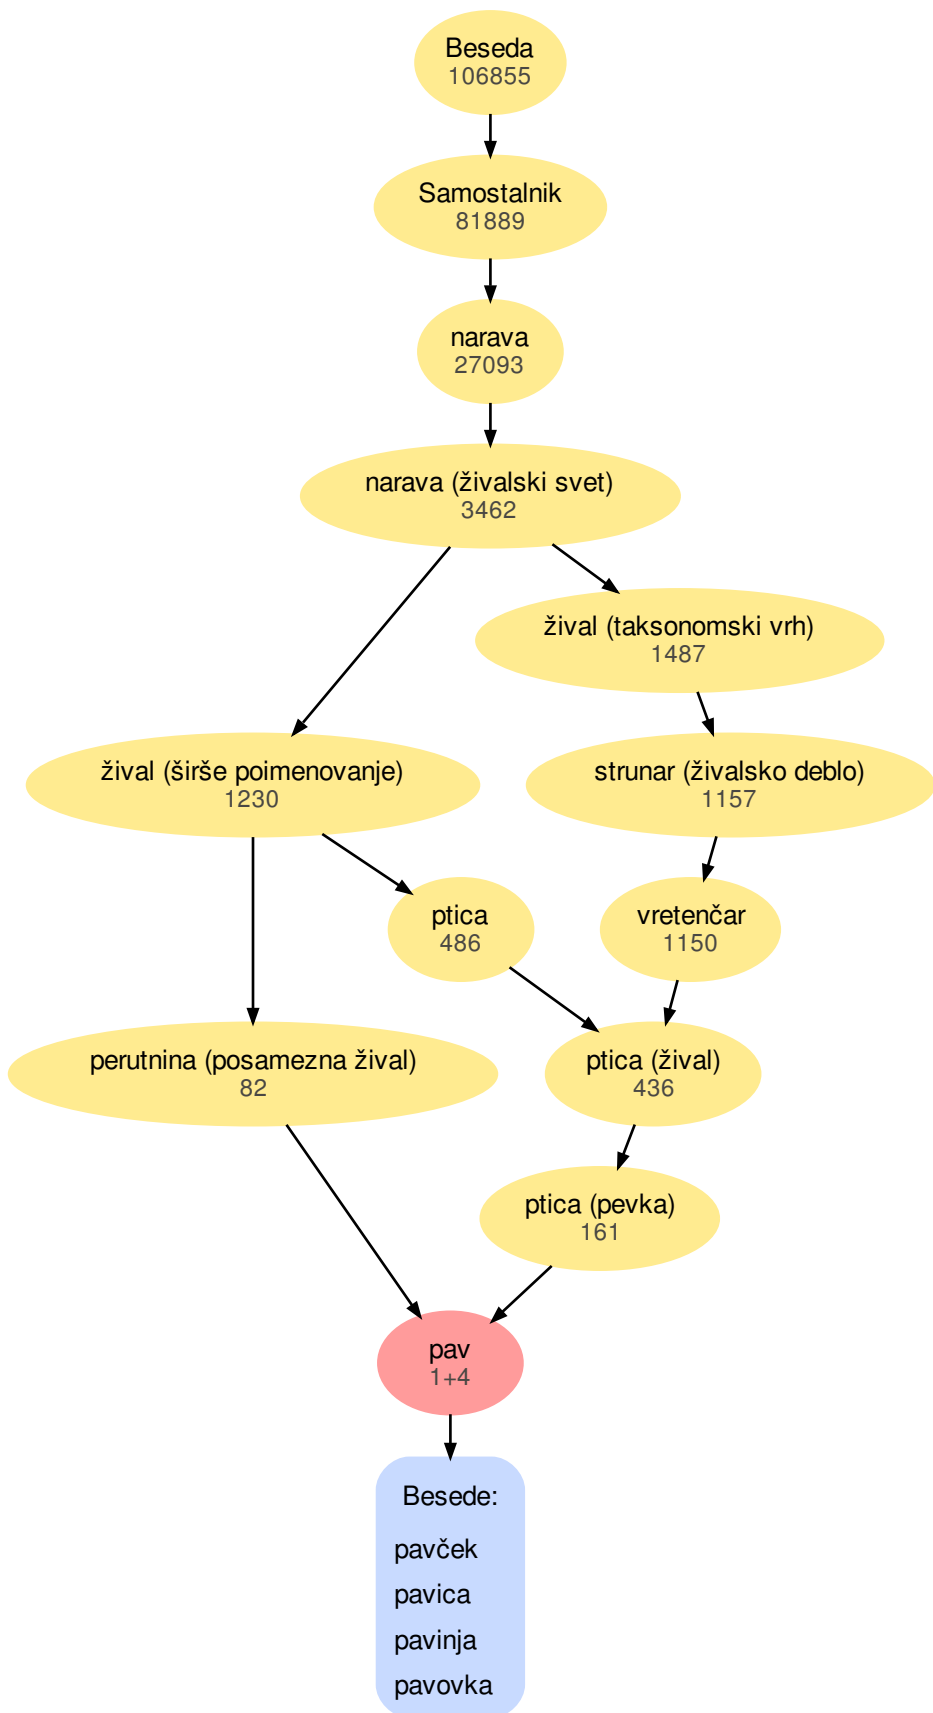 Beseda
106855
Samostalnik
81889
narava
27093
narava (živalski svet)
3462
žival (taksonomski vrh)
1487
žival (širše poimenovanje)
1230
strunar (živalsko deblo)
1157
ptica
486
vretenčar
1150
perutnina (posamezna žival)
82
ptica (žival)
436
ptica (pevka)
161
pav
1+4
Besede:
pavček
pavica
pavinja
pavovka